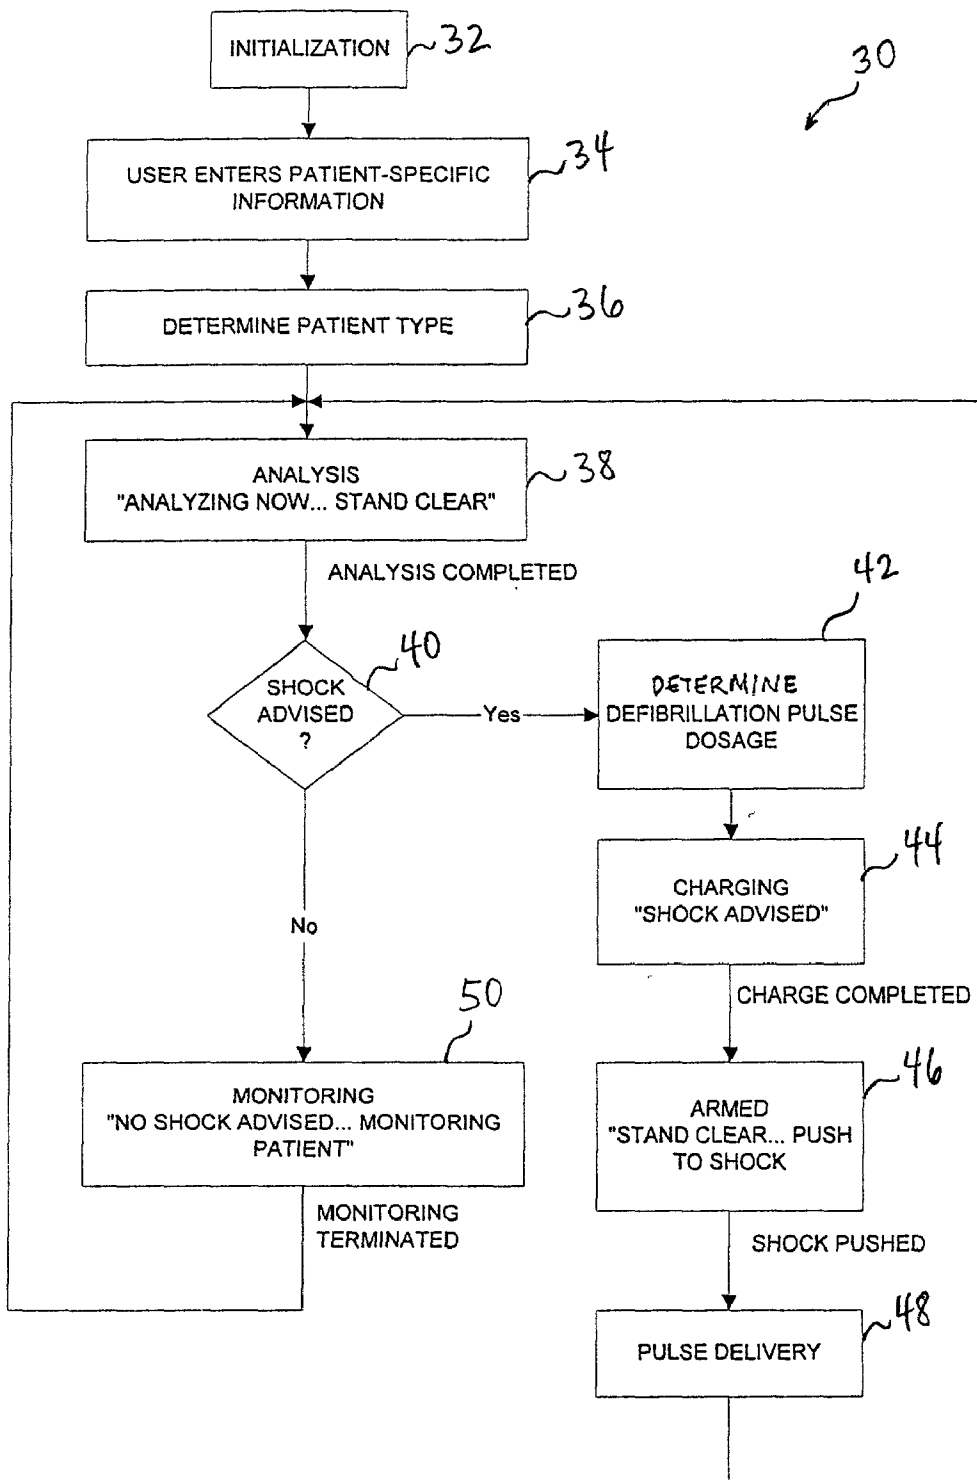 INITIALIZATION
32
30
USER ENTERS PATIENT-SPECIFIC
INFORMATION
34
DETERMINE PATIENT TYPE
36
ANALYSIS
"ANALYZING NOW... STAND CLEAR"
38
ANALYSIS COMPLETED
SHOCK
ADVISED
?
40
Yes
42
DETERMINE
DEFIBRILLATION PULSE
DOSAGE
44
CHARGING
"SHOCK ADVISED"
CHARGE COMPLETED
No
50
MONITORING
"NO SHOCK ADVISED... MONITORING
PATIENT"
MONITORING
TERMINATED
46
ARMED
"STAND CLEAR... PUSH
TO SHOCK
SHOCK PUSHED
48
PULSE DELIVERY